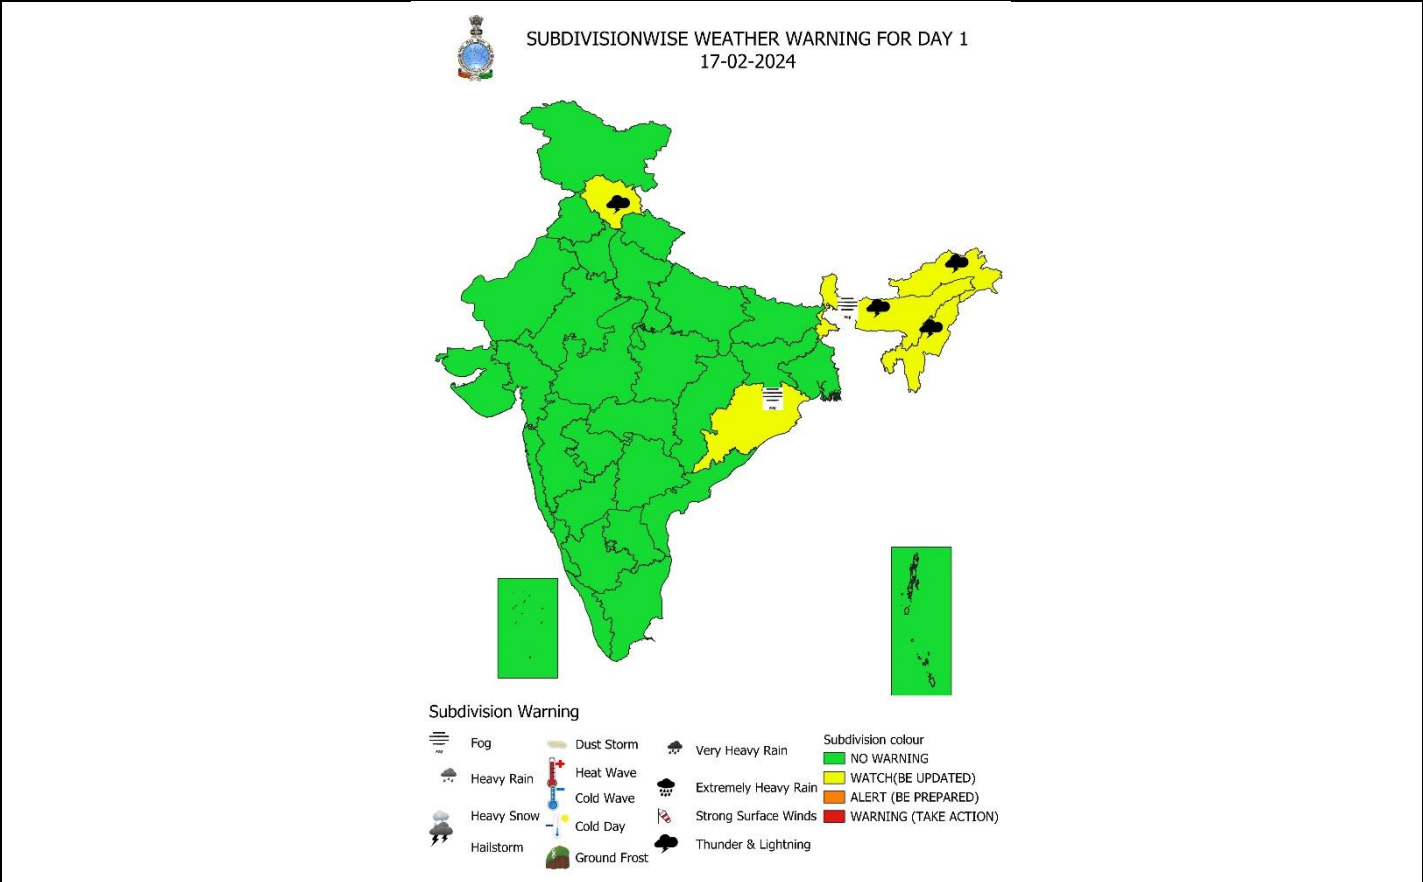 SUBDIVISIONWISE WEATHER WARNING FOR DAY 1
17-02-2024
Subdivision Warning
Fog
Heavy Rain
Heavy Snow
Hailstorm
Dust Storm
Heat Wave
Cold Wave
Cold Day
Ground Frost
Very Heavy Rain
Extremely Heavy Rain
Strong Surface Winds
Thunder & Lightning
Subdivision colour
NO WARNING
WATCH(BE UPDATED)
ALERT (BE PREPARED)
WARNING (TAKE ACTION)